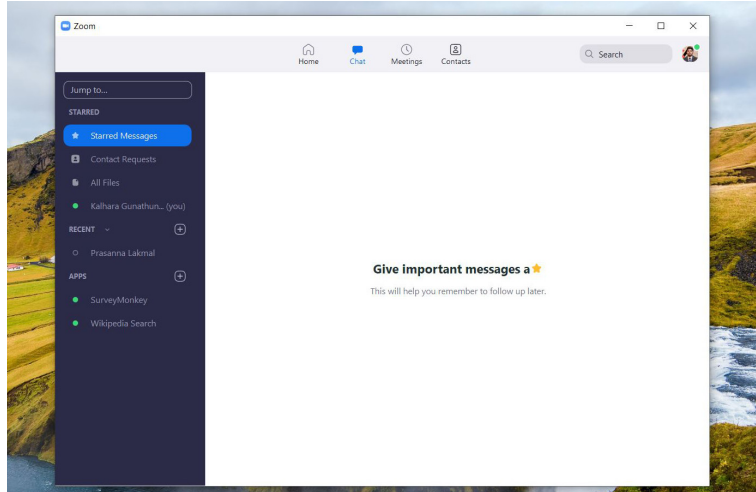 Zoom
Home Chat Meetings Contacts
Search
Jump to...
STARRED
Starred Messages
Contact Requests
All Files
Kalhara Gunathun... (you)
RECENT
Prasanna Lakmal
APPS
SurveyMonkey
Wikipedia Search
Give important messages a
This will help you remember to follow up later.